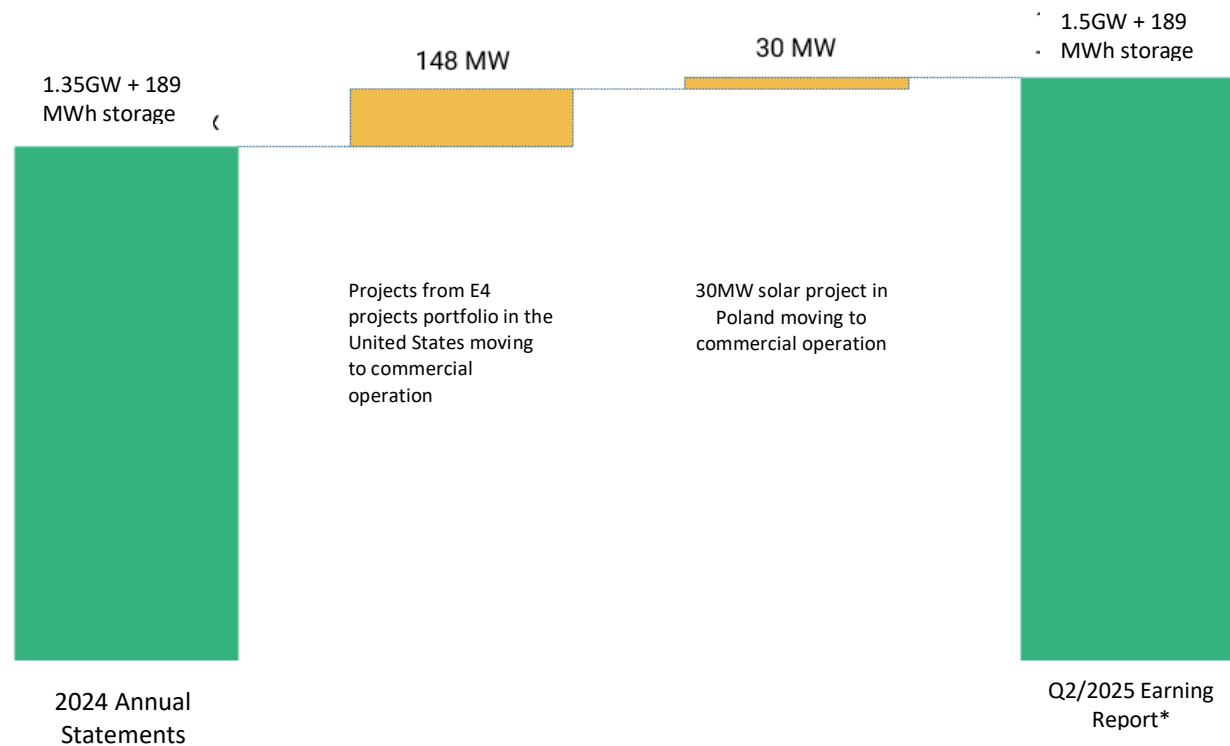 1.35GW + 189
MWh storage
148 MW
30 MW
1.5GW + 189
MWh storage
Projects from E4
projects portfolio in the
United States moving
to commercial
operation
30MW solar project in
Poland moving to
commercial operation
2024 Annual
Statements
Q2/2025 Earning
Report*